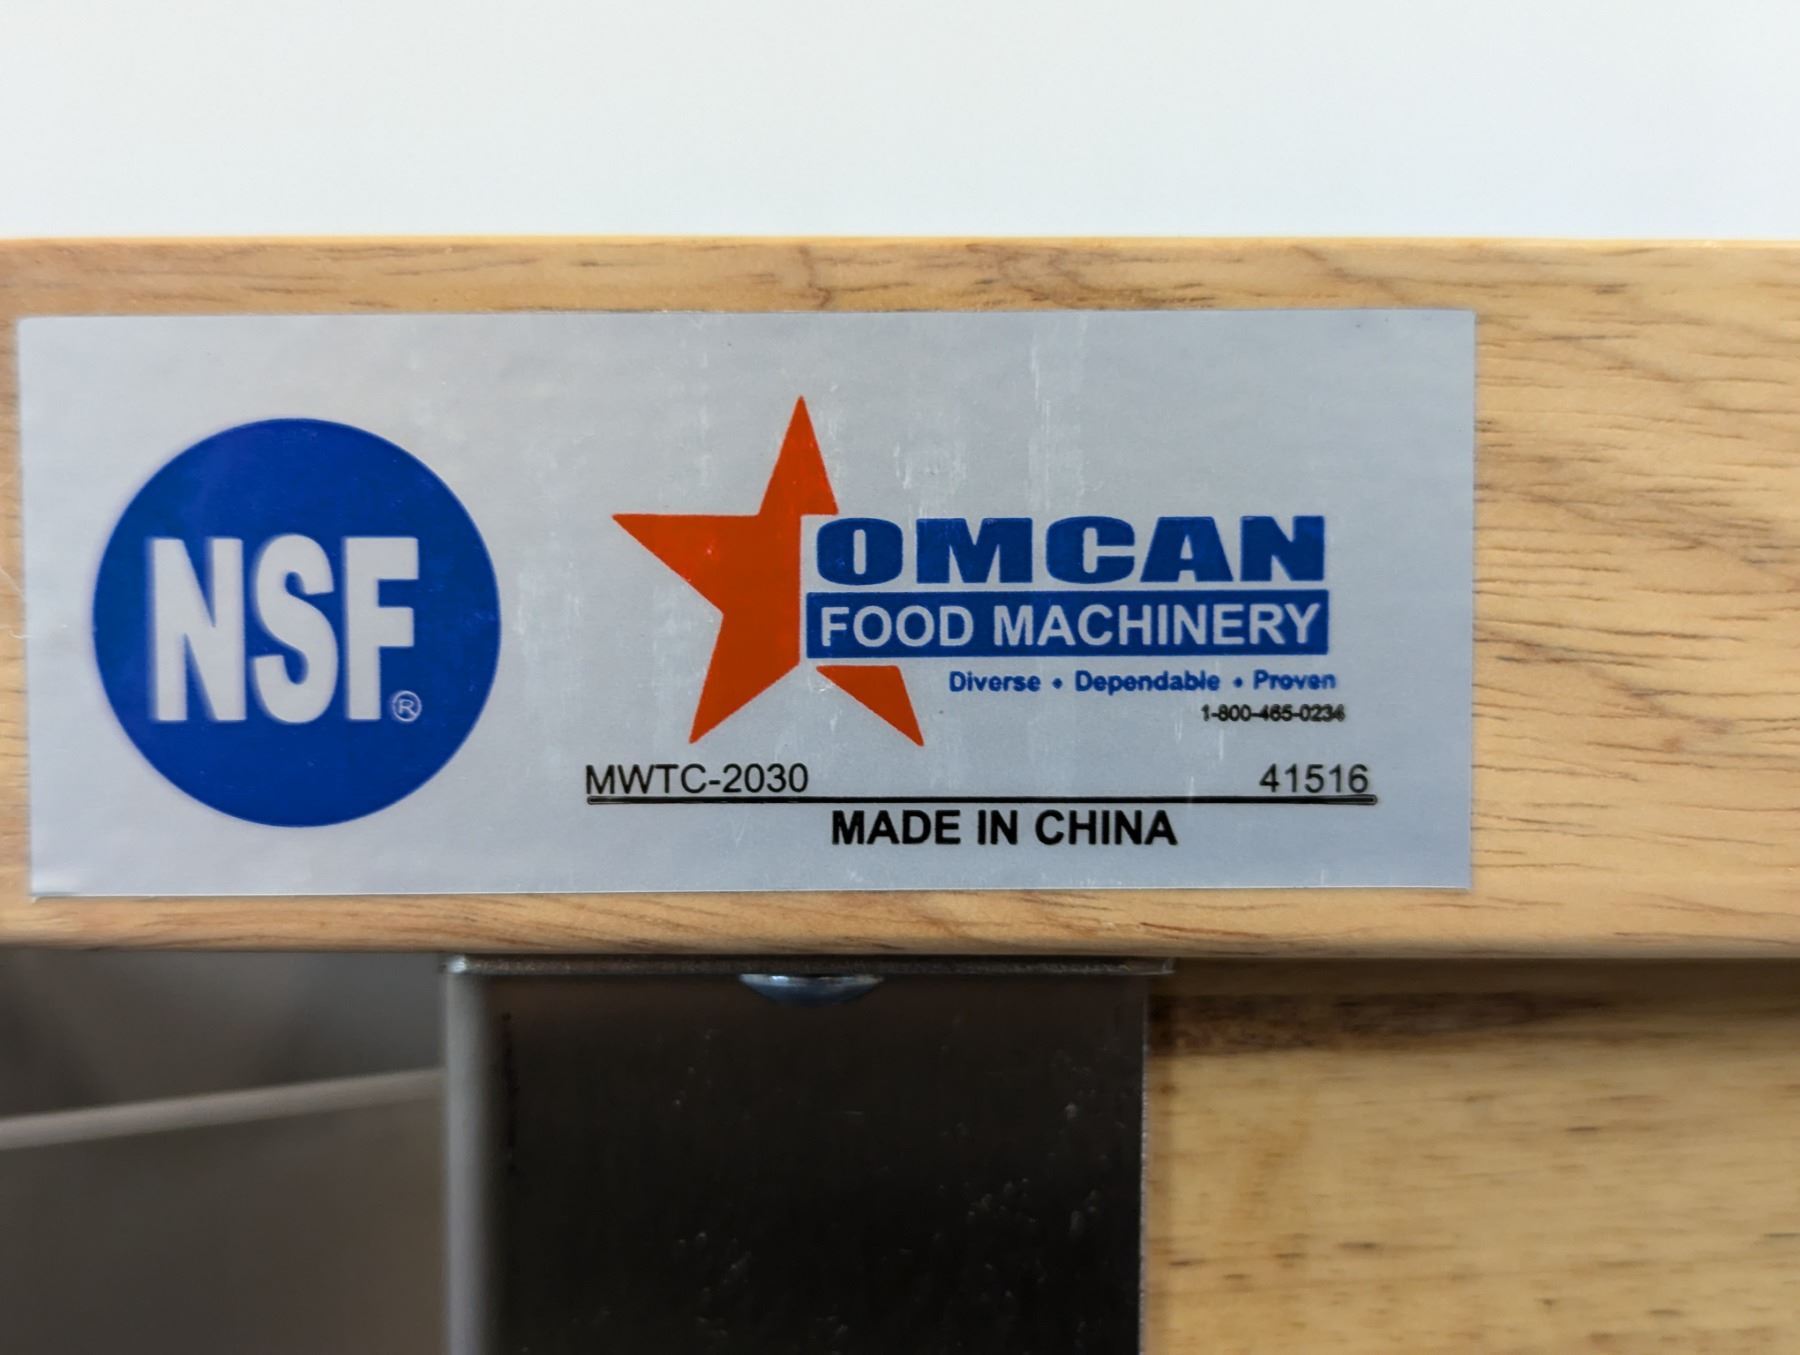 NSF®
OMCAN
FOOD MACHINERY
Diverse • Dependable • Proven
1-800-465-0234
MWTC-2030 41516
MADE IN CHINA